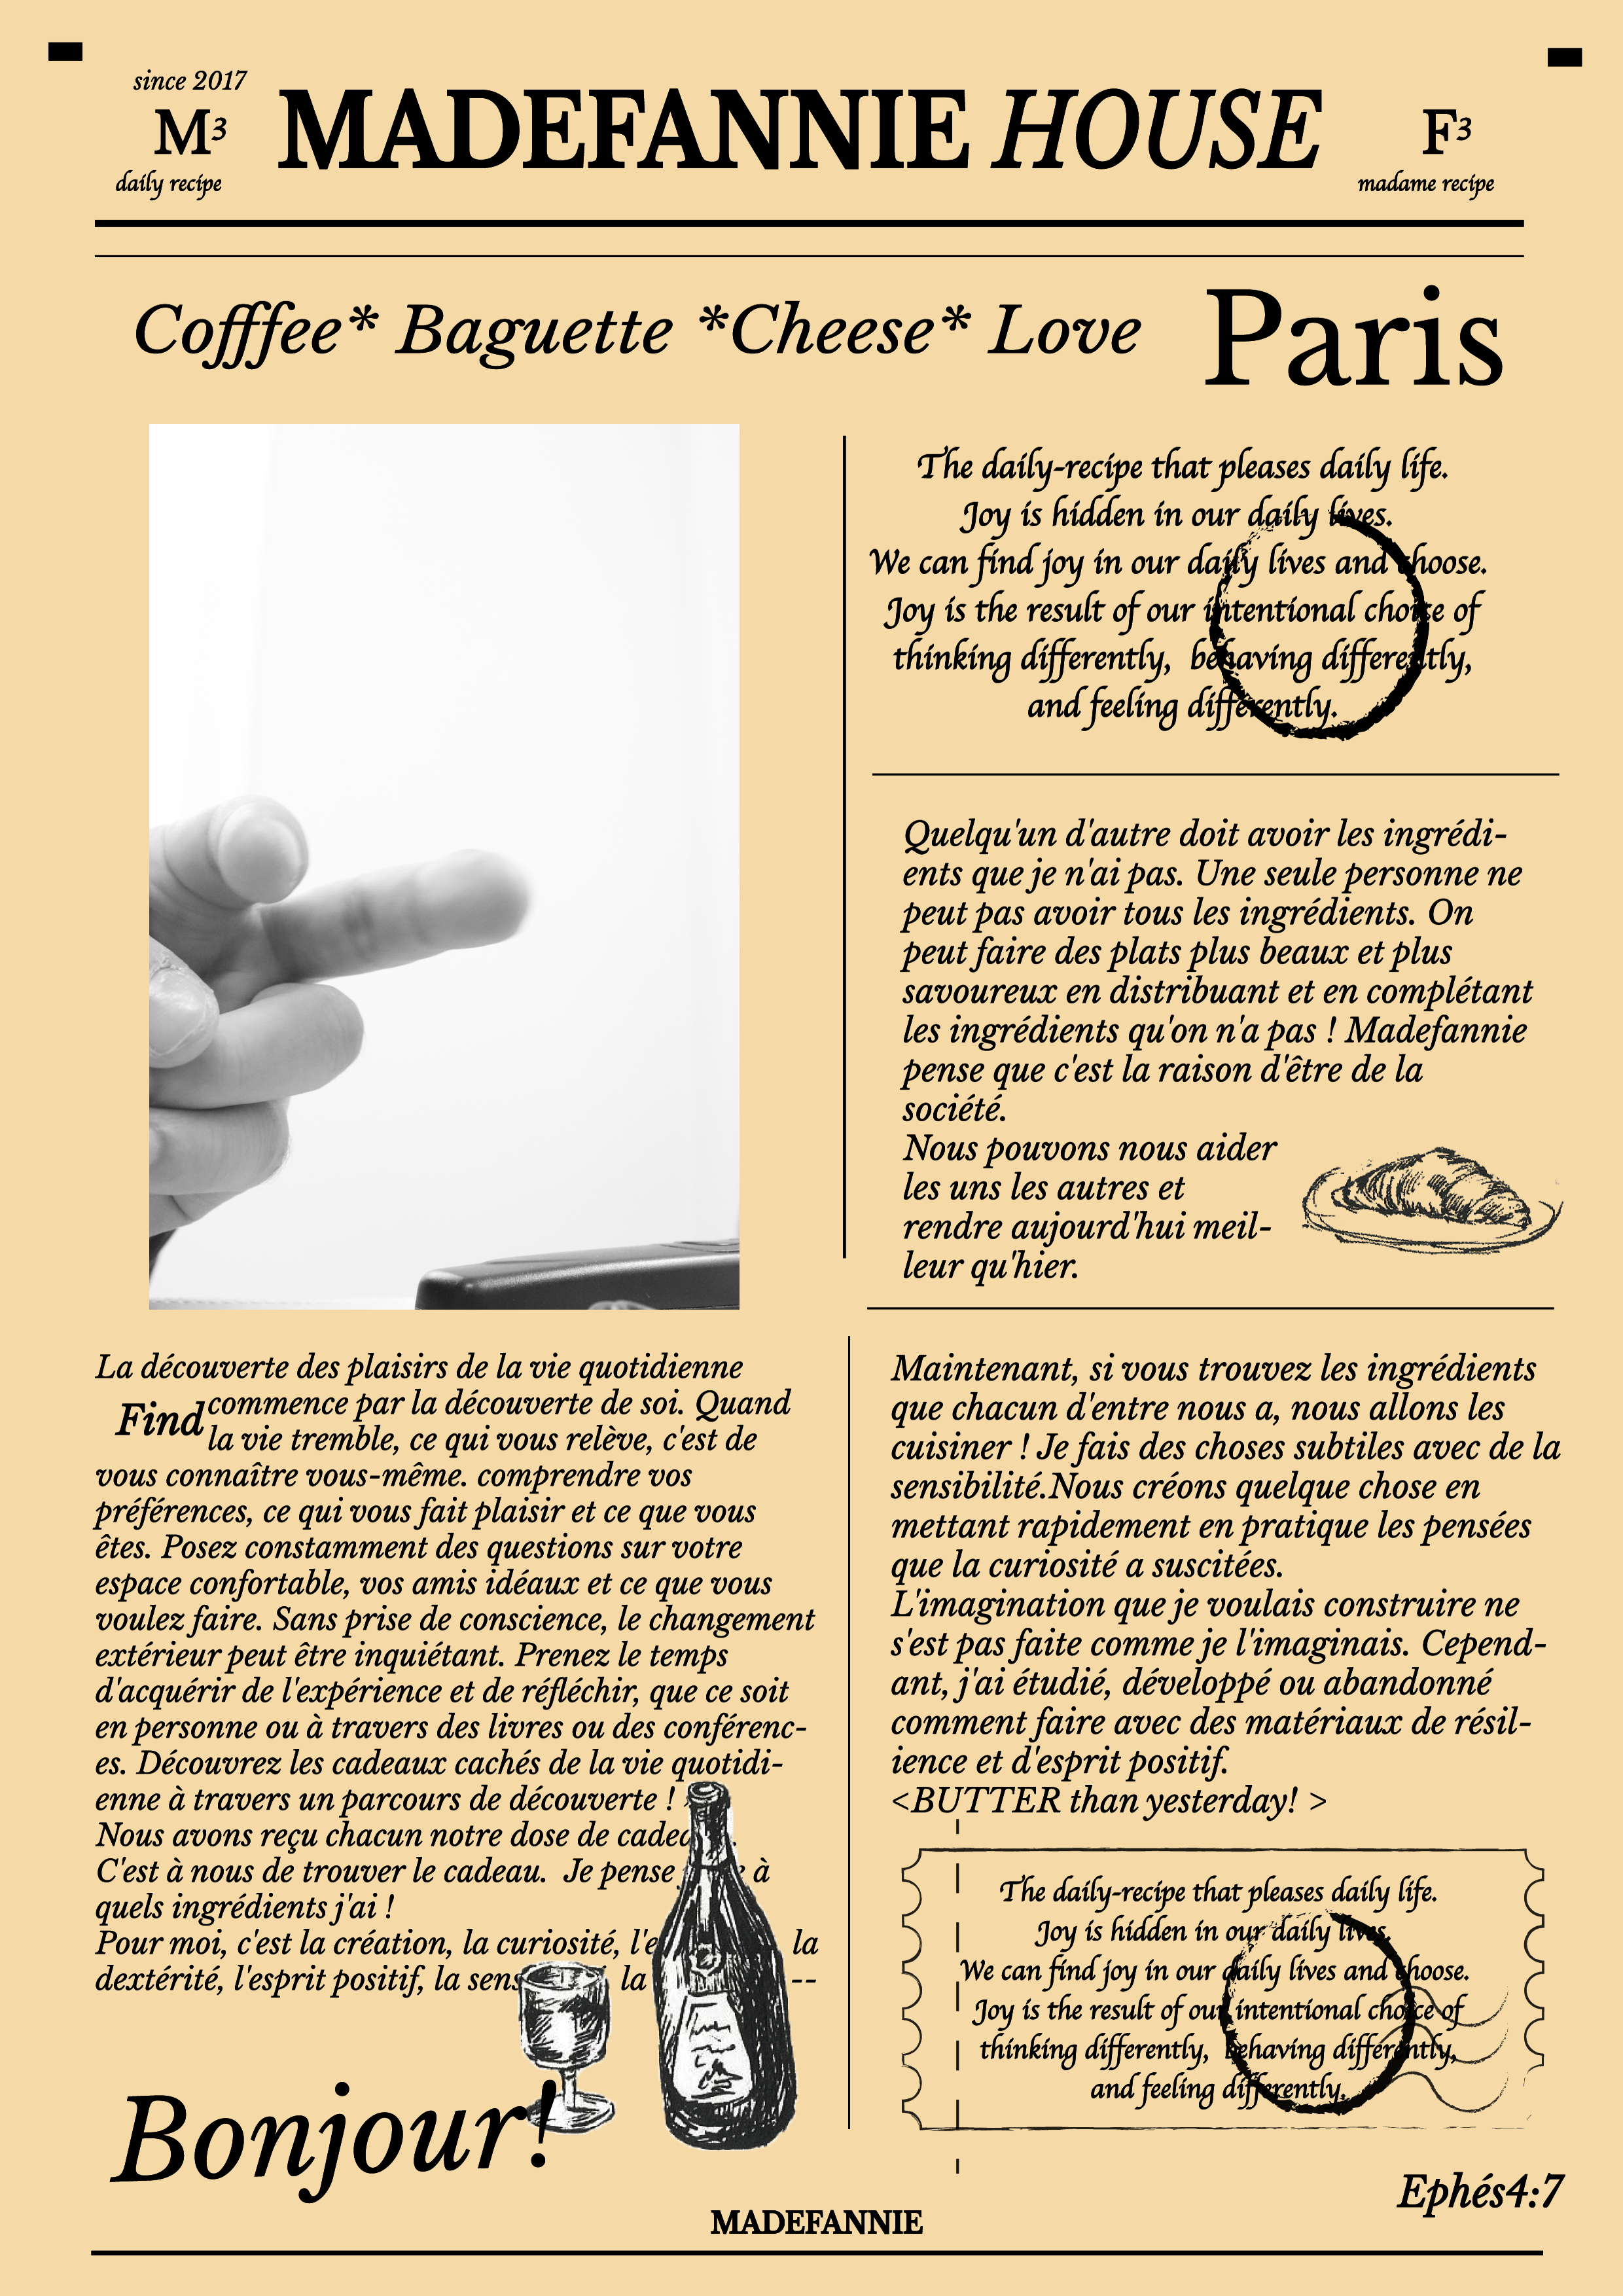 since 2017
M³
daily recipe
MADEFANNIE HOUSE
F³
madame recipe
Cofffee* Baguette *Cheese* Love
Paris
The daily-recipe that pleases daily life.
Joy is hidden in our daily lives.
We can find joy in our daily lives and choose.
Joy is the result of our intentional choice of
thinking differently, behaving differently,
and feeling differently.
Quelqu'un d'autre doit avoir les ingrédi-
ents que je n'ai pas. Une seule personne ne
peut pas avoir tous les ingrédients. On
peut faire des plats plus beaux et plus
savoureux en distribuant et en complétant
les ingrédients qu'on n'a pas ! Madefannie
pense que c'est la raison d'être de la
société.
Nous pouvons nous aider
les uns les autres et
rendre aujourd'hui meil-
leur qu'hier.
La découverte des plaisirs de la vie quotidienne
Find
commence par la découverte de soi. Quand
la vie tremble, ce qui vous relève, c'est de
vous connaître vous-même. comprendre vos
préférences, ce qui vous fait plaisir et ce que vous
êtes. Posez constamment des questions sur votre
espace confortable, vos amis idéaux et ce que vous
voulez faire. Sans prise de conscience, le changement
extérieur peut être inquiétant. Prenez le temps
d'acquérir de l'expérience et de réfléchir, que ce soit
en personne ou à travers des livres ou des conférenc-
es. Découvrez les cadeaux cachés de la vie quotidi-
enne à travers un parcours de découverte !
Nous avons reçu chacun notre dose de
C'est à nous de trouver le cadeau. Je pense à
quels ingrédients j'ai !
Pour moi, c'est la création, la curiosité, la
dextérité, l'esprit positif, la la --
Bonjour!
Maintenant, si vous trouvez les ingrédients
que chacun d'entre nous a, nous allons les
cuisiner ! Je fais des choses subtiles avec de la
sensibilité.Nous créons quelque chose en
mettant rapidement en pratique les pensées
que la curiosité a suscitées.
L'imagination que je voulais construire ne
s'est pas faite comme je l'imaginais. Cepend-
ant, j'ai étudié, développé ou abandonné
comment faire avec des matériaux de résil-
ience et d'esprit positif.
<BUTTER than yesterday! >
The daily-recipe that pleases daily life.
Joy is hidden in our daily lives.
We can find joy in our daily lives and choose.
Joy is the result of our intentional choice of
thinking differently, behaving differently,
and feeling differently.
Ephés4:7
MADEFANNIE